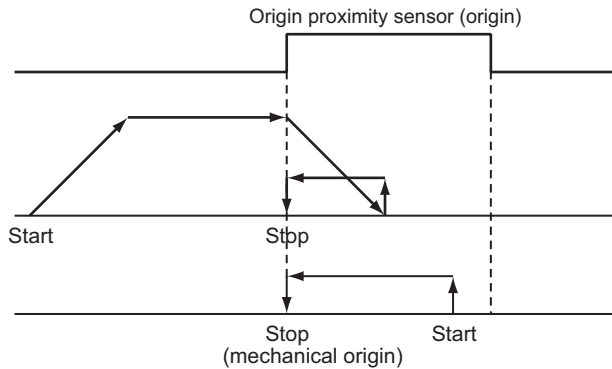 Origin proximity sensor (origin)
Start
Stop
Stop
Start
(mechanical origin)